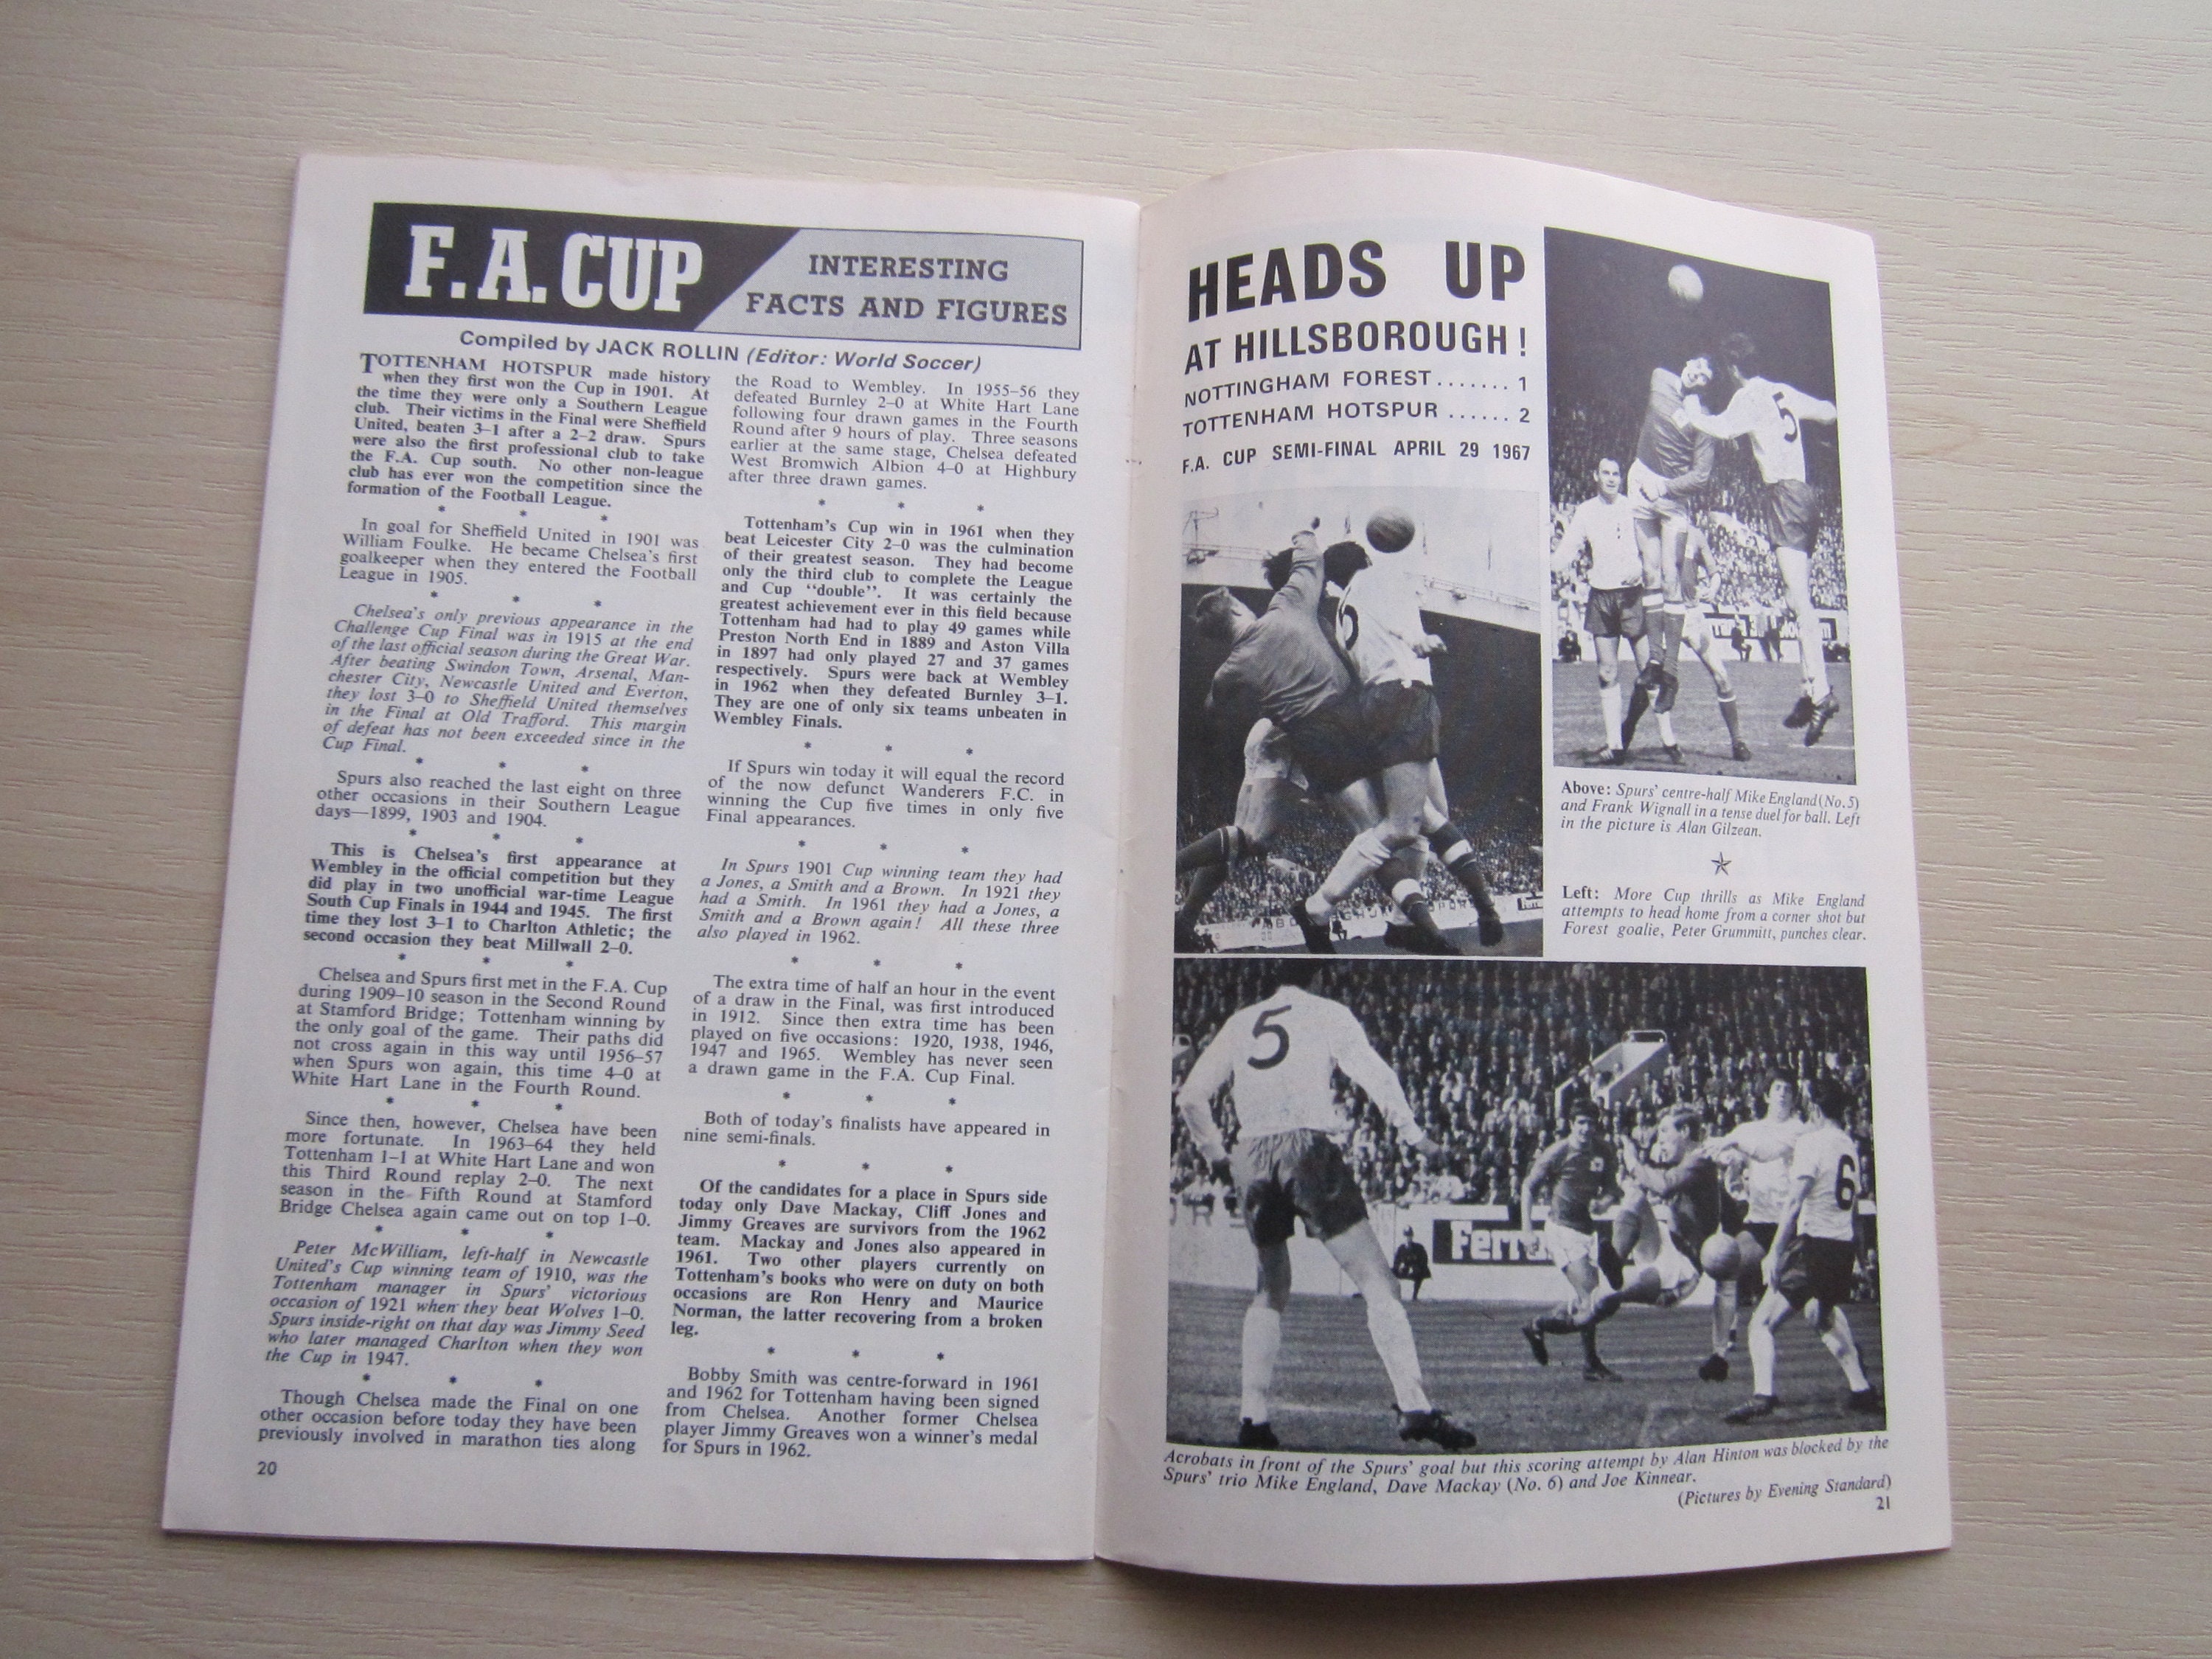 F.A. CUP
INTERESTING
FACTS AND FIGURES
Compiled by JACK ROLLIN (Editor: World Soccer)
TOTTENHAM HOTSPUR made history
when they first won the Cup in 1901. At
the time they were only a Southern League
club. Their victims in the Final were Sheffield
United, beaten 3–1 after a 2–2 draw. Spurs
were also the first professional club to take
the F.A. Cup south. No other non-league
club has ever won the competition since the
formation of the Football League.
* * *
In goal for Sheffield United in 1901 was
William Foulke. He became Chelsea's first
goalkeeper when they entered the Football
League in 1905.
* * *
Chelsea's only previous appearance in the
Challenge Cup Final was in 1915 at the end
of the last official season during the Great War.
After beating Swindon Town, Arsenal, Man-
chester City, Newcastle United and Everton,
they lost 3–0 to Sheffield United themselves
in the Final at Old Trafford. This margin
of defeat has not been exceeded since in the
Cup Final.
* * *
Spurs also reached the last eight on three
other occasions in their Southern League
days—1899, 1903 and 1904.
* * *
This is Chelsea's first appearance at
Wembley in the official competition but they
did play in two unofficial war-time League
South Cup Finals in 1944 and 1945. The first
time they lost 3–1 to Charlton Athletic; the
second occasion they beat Millwall 2–0.
* * *
Chelsea and Spurs first met in the F.A. Cup
during 1909–10 season in the Second Round
at Stamford Bridge; Tottenham winning by
the only goal of the game. Their paths did
not cross again in this way until 1956–57
when Spurs won again, this time 4–0 at
White Hart Lane in the Fourth Round.
* * *
Since then, however, Chelsea have been
more fortunate. In 1963–64 they held
Tottenham 1–1 at White Hart Lane and won
this Third Round replay 2–0. The next
season in the Fifth Round at Stamford
Bridge Chelsea again came out on top 1–0.
* * *
Peter McWilliam, left-half in Newcastle
United's Cup winning team of 1910, was the
Tottenham manager in Spurs' victorious
occasion of 1921 when they beat Wolves 1–0.
Spurs inside-right on that day was Jimmy Seed
who later managed Charlton when they won
the Cup in 1947.
* * *
Though Chelsea made the Final on one
other occasion before today they have been
previously involved in marathon ties along
20
the Road to Wembley. In 1955–56 they
defeated Burnley 2–0 at White Hart Lane
following four drawn games in the Fourth
Round after 9 hours of play. Three seasons
earlier at the same stage, Chelsea defeated
West Bromwich Albion 4–0 at Highbury
after three drawn games.
* * *
Tottenham's Cup win in 1961 when they
beat Leicester City 2–0 was the culmination
of their greatest season. They had become
only the third club to complete the League
and Cup "double". It was certainly the
greatest achievement ever in this field because
Tottenham had had to play 49 games while
Preston North End in 1889 and Aston Villa
in 1897 had only played 27 and 37 games
respectively. Spurs were back at Wembley
in 1962 when they defeated Burnley 3–1.
They are one of only six teams unbeaten in
Wembley Finals.
* * *
If Spurs win today it will equal the record
of the now defunct Wanderers F.C. in
winning the Cup five times in only five
Final appearances.
* * *
In Spurs 1901 Cup winning team they had
a Jones, a Smith and a Brown. In 1921 they
had a Smith. In 1961 they had a Jones, a
Smith and a Brown again! All these three
also played in 1962.
* * *
The extra time of half an hour in the event
of a draw in the Final, was first introduced
in 1912. Since then extra time has been
played on five occasions: 1920, 1938, 1946,
1947 and 1965. Wembley has never seen
a drawn game in the F.A. Cup Final.
* * *
Both of today's finalists have appeared in
nine semi-finals.
* * *
Of the candidates for a place in Spurs side
today only Dave Mackay, Cliff Jones and
Jimmy Greaves are survivors from the 1962
team. Mackay and Jones also appeared in
1961. Two other players currently on
Tottenham's books who were on duty on both
occasions are Ron Henry and Maurice
Norman, the latter recovering from a broken
leg.
* * *
Bobby Smith was centre-forward in 1961
and 1962 for Tottenham having been signed
from Chelsea. Another former Chelsea
player Jimmy Greaves won a winner's medal
for Spurs in 1962.
HEADS UP
AT HILLSBOROUGH!
NOTTINGHAM FOREST....... 1
TOTTENHAM HOTSPUR ...... 2
F.A. CUP SEMI-FINAL APRIL 29 1967
5
Above: Spurs' centre-half Mike England (No. 5)
and Frank Wignall in a tense duel for ball. Left
in the picture is Alan Gilzean.
Left: More Cup thrills as Mike England
attempts to head home from a corner shot but
Forest goalie, Peter Grummitt, punches clear.
5
6
Ferro
Acrobats in front of the Spurs' goal but this scoring attempt by Alan Hinton was blocked by the
Spurs' trio Mike England, Dave Mackay (No. 6) and Joe Kinnear.
(Pictures by Evening Standard)
21